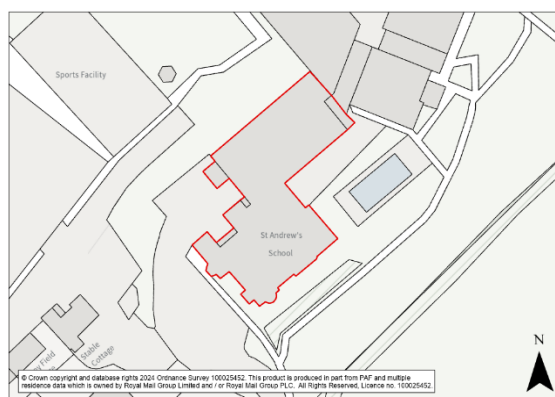 Sports Facility
St Andrew's
School
Stable
Cottage
Field
© Crown copyright and database rights 2024 Ordnance Survey 100025452. This product is produced in part from PAF and multiple
residence data which is owned by Royal Mail Group Limited and / or Royal Mail Group PLC. All Rights Reserved, Licence no. 100025452.
N